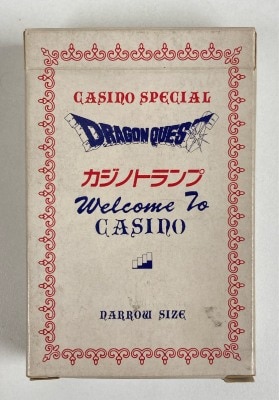 CASINO SPECIAL
DRAGON QUEST
カジノトランプ
Welcome To
CASINO
NARROW SIZE